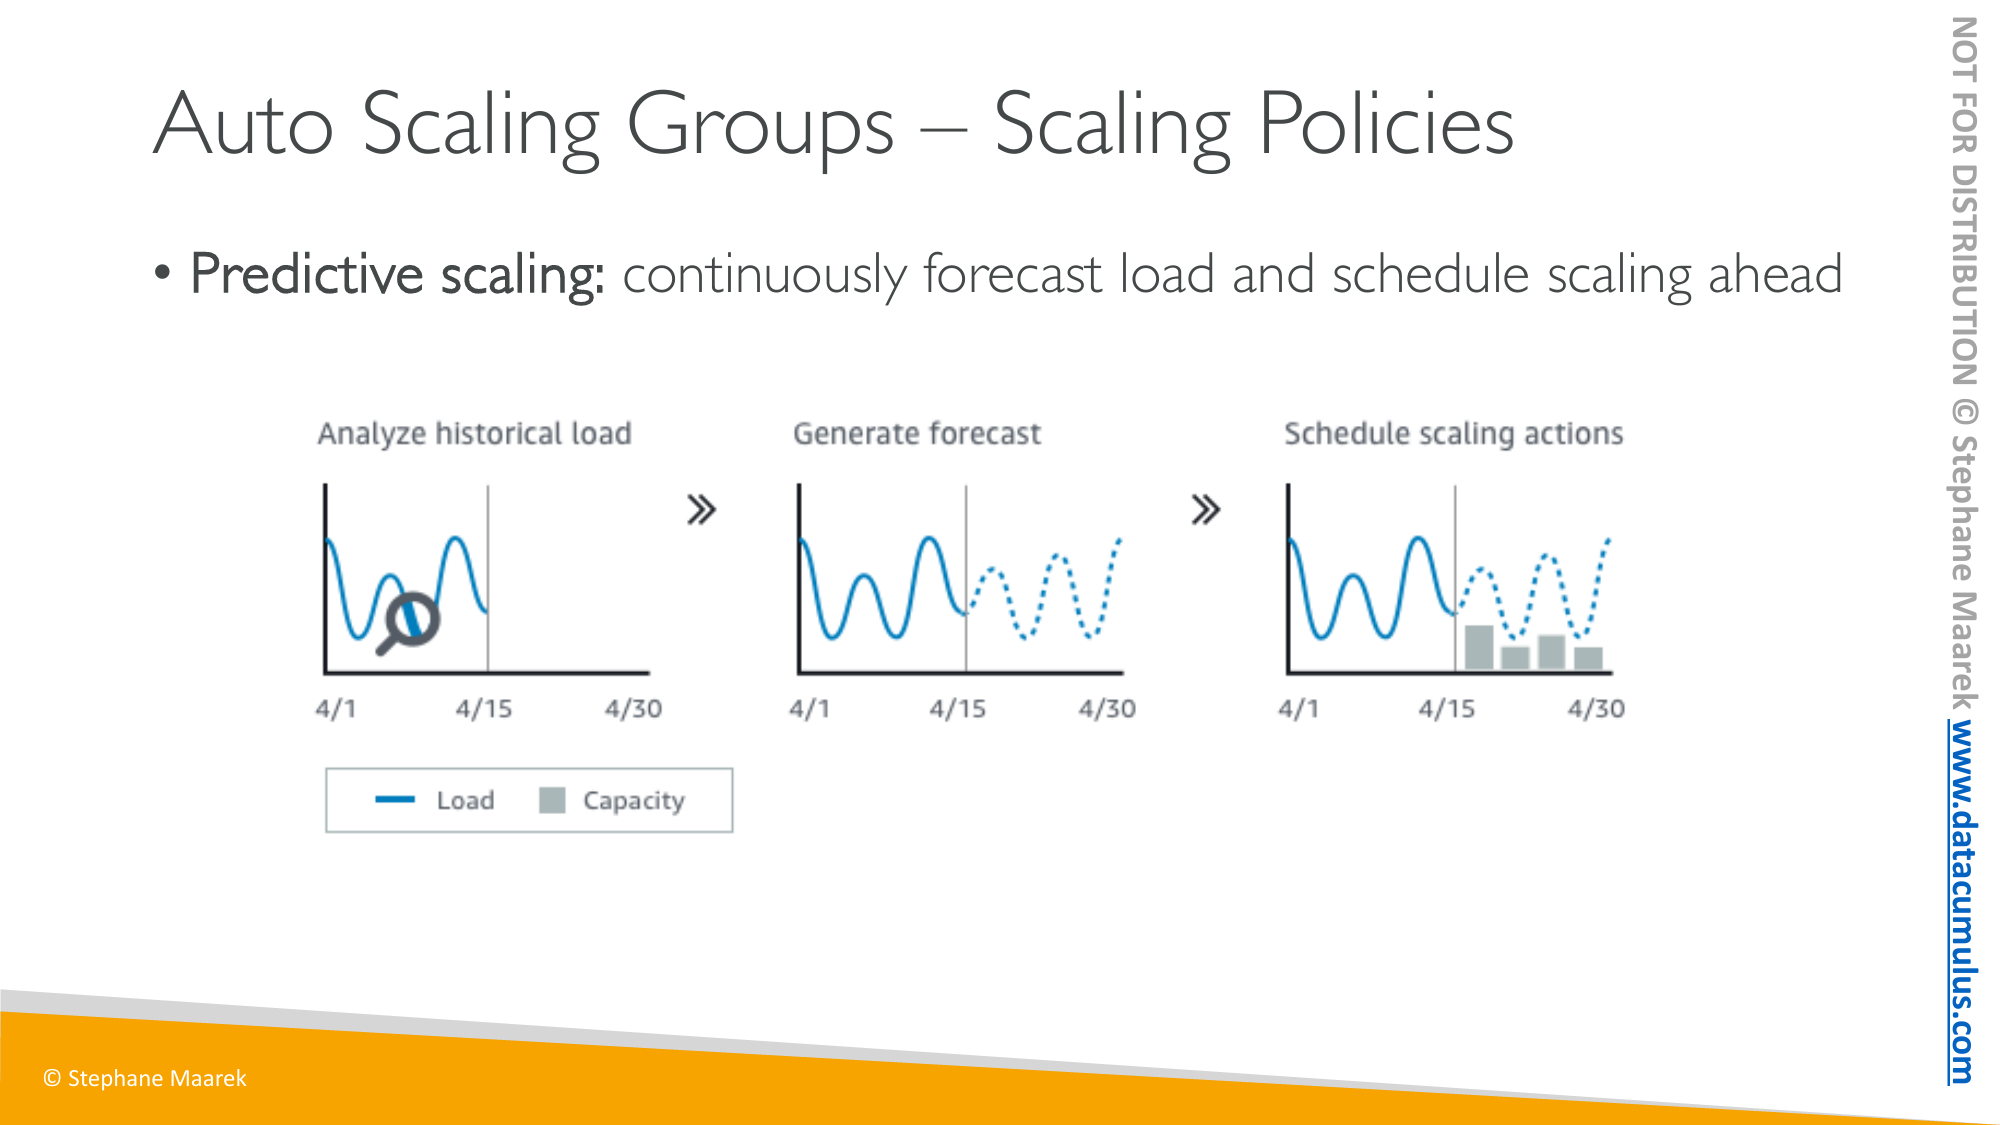 Auto Scaling Groups – Scaling Policies
• Predictive scaling: continuously forecast load and schedule scaling ahead
Analyze historical load
4/1 4/15 4/30
Generate forecast
4/1 4/15 4/30
Schedule scaling actions
4/1 4/15 4/30
Load Capacity
© Stephane Maarek
NOT FOR DISTRIBUTION © Stephane Maarek www.datacumulus.com